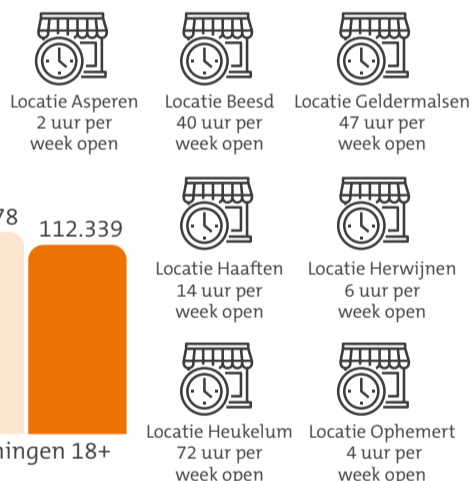 Locatie Asperen
2 uur per
week open
Locatie Beesd
40 uur per
week open
Locatie Geldermalsen
47 uur per
week open
112.339
18+
Locatie Haaften
14 uur per
week open
Locatie Herwijnen
6 uur per
week open
Locatie Heukelum
72 uur per
week open
Locatie Ophemert
4 uur per
week open